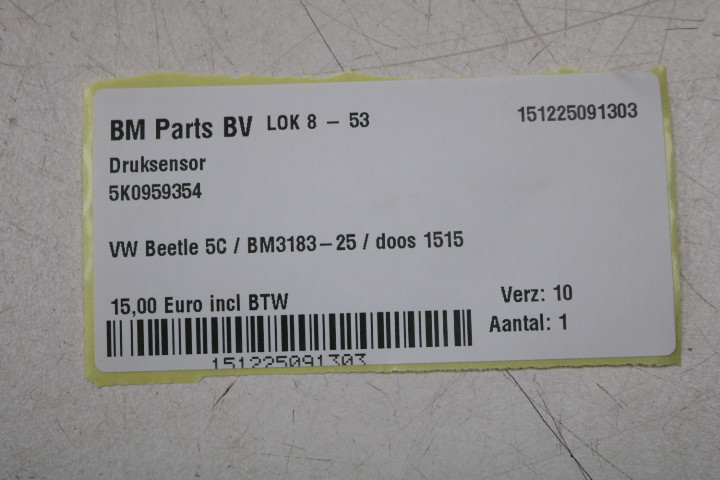 BM Parts BV LOK 8 - 53 151225091303
Druksensor
5K0959354
VW Beetle 5C / BM3183-25 / doos 1515
15,00 Euro incl BTW Verz: 10
Aantal: 1
151225091303